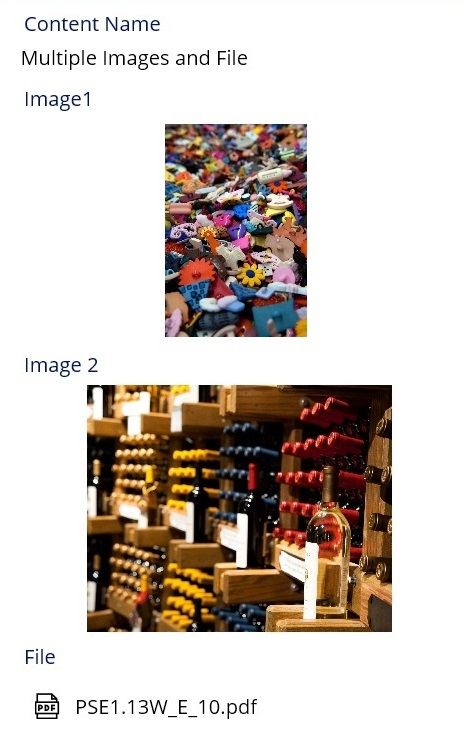 Content Name
Multiple Images and File
Image1
Image 2
File
PDF
PSE1.13W_E_10.pdf